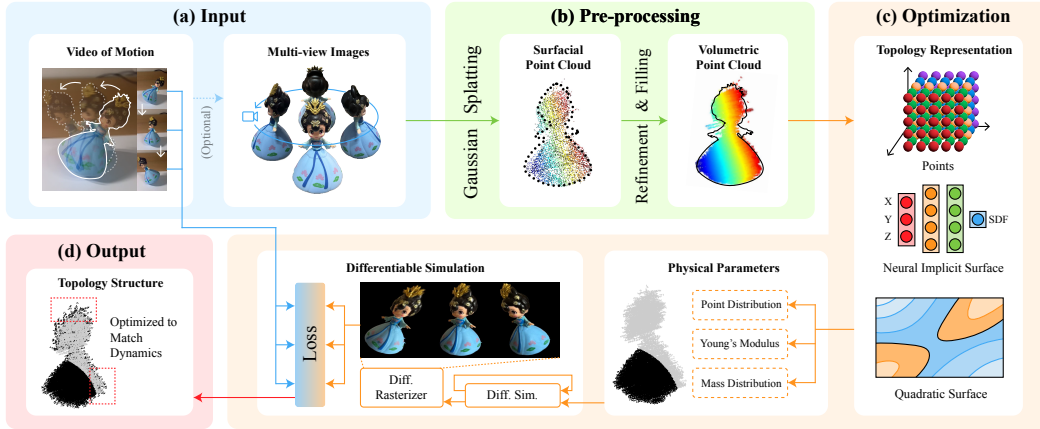 (a) Input
Video of Motion
(Optional)
Multi-view Images
(b) Pre-processing
Gaussian Splatting
Surfacial
Point Cloud
Refinement & Filling
Volumetric
Point Cloud
(c) Optimization
Topology Representation
Points
X
Y
Z
SDF
Neural Implicit Surface
Quadratic Surface
Physical Parameters
Point Distribution
Young's Modulus
Mass Distribution
Differentiable Simulation
Loss
Diff.
Rasterizer
Diff. Sim.
(d) Output
Topology Structure
Optimized to
Match
Dynamics